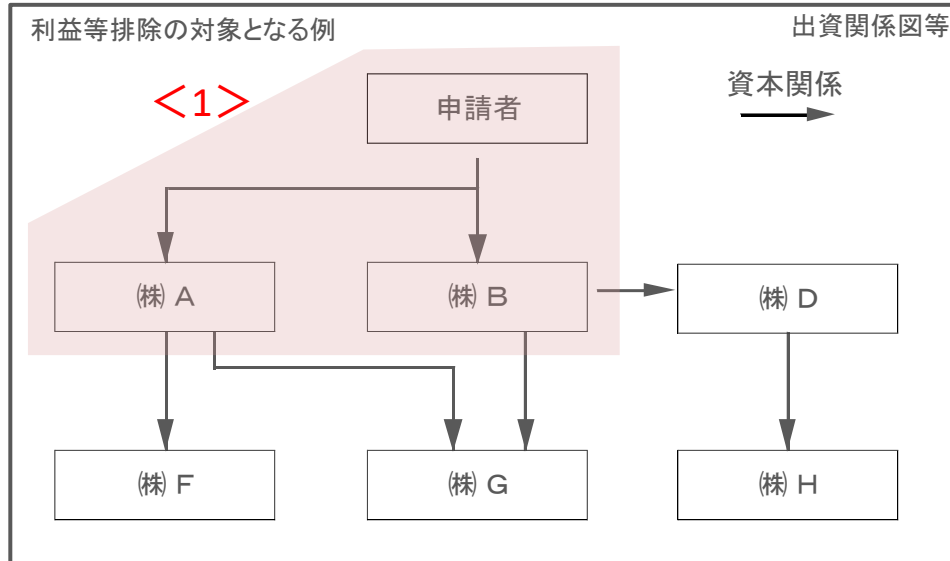 利益等排除の対象となる例
出資関係図等
<1>
資本関係
申請者
㈱ A
㈱ B
㈱ D
㈱ F
㈱ G
㈱ H